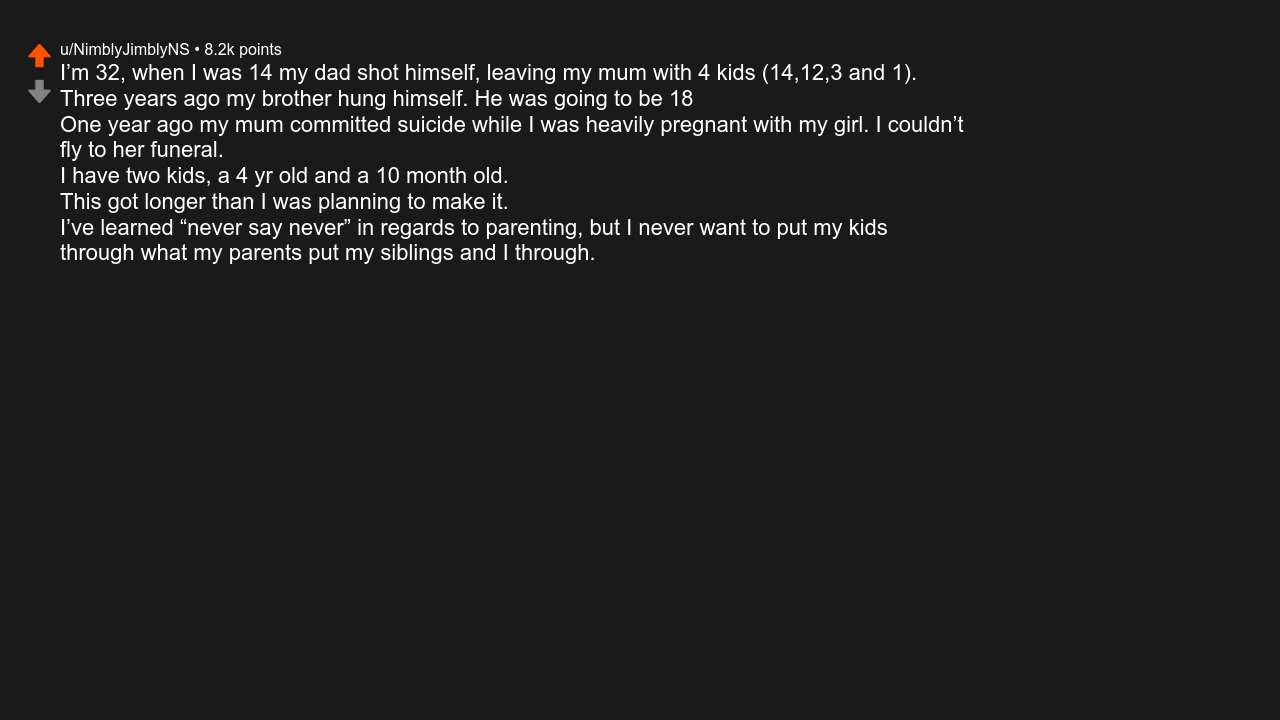 u/NimblyJimblyNS • 8.2k points
I’m 32, when I was 14 my dad shot himself, leaving my mum with 4 kids (14,12,3 and 1).
Three years ago my brother hung himself. He was going to be 18
One year ago my mum committed suicide while I was heavily pregnant with my girl. I couldn’t
fly to her funeral.
I have two kids, a 4 yr old and a 10 month old.
This got longer than I was planning to make it.
I’ve learned “never say never” in regards to parenting, but I never want to put my kids
through what my parents put my siblings and I through.